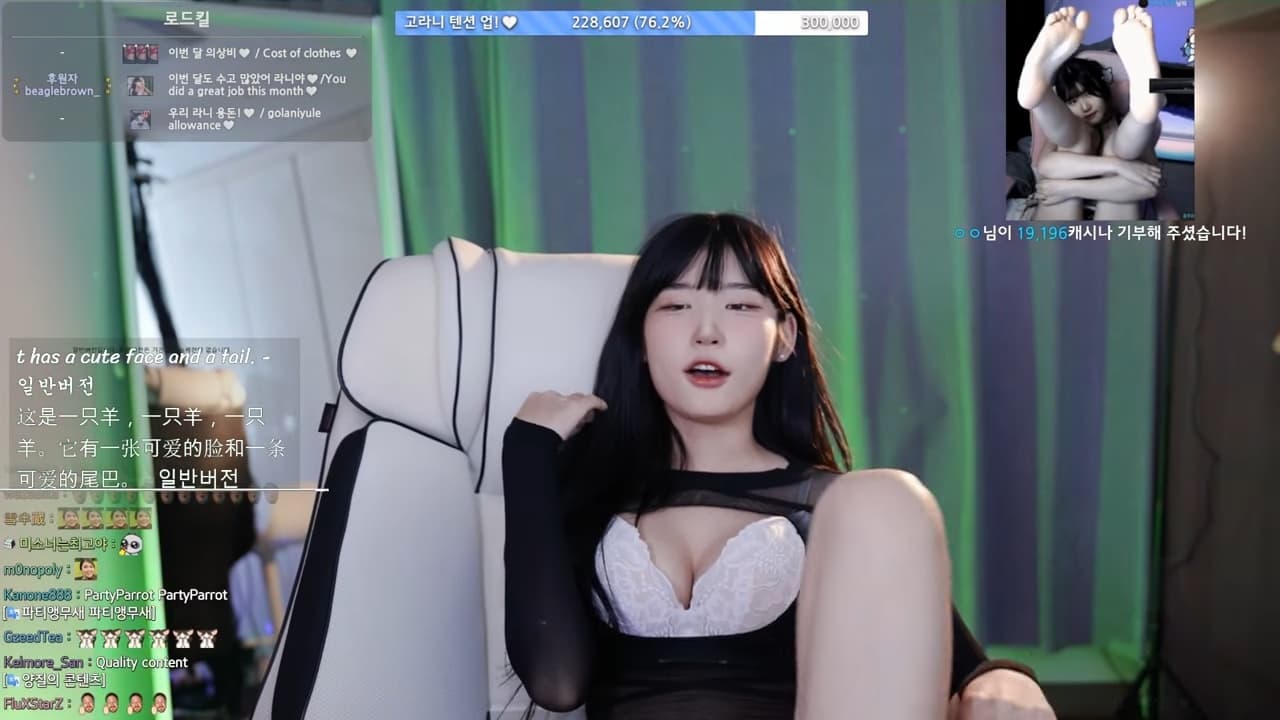 로드킬
-
이번 달 의상비♥ / Cost of clothes ♥
후원자
beaglebrown_
이번 달도 수고 많았어 라니야♥/You
did a great job this month♥
-
우리 라니 용돈!♥ / golaniyule
allowance♥
고라니 텐션 업!♥
228,607 (76.2%)
300,000
ㅇㅇ님이 19,196캐시나 기부해 주셨습니다!
t has a cute face and a tail. -
일반버전
这是一只羊，一只羊，一只
羊。它有一张可爱的脸和一条
可爱的尾巴。 일반버전
미소너는최고야 :
m0nopoly :
Kanone888 : PartyParrot PartyParrot
[파티앵무새 파티앵무새]
GzeedTea :
Kelmore_San : Quality content
[양질의 콘텐츠]
FluXStarZ :